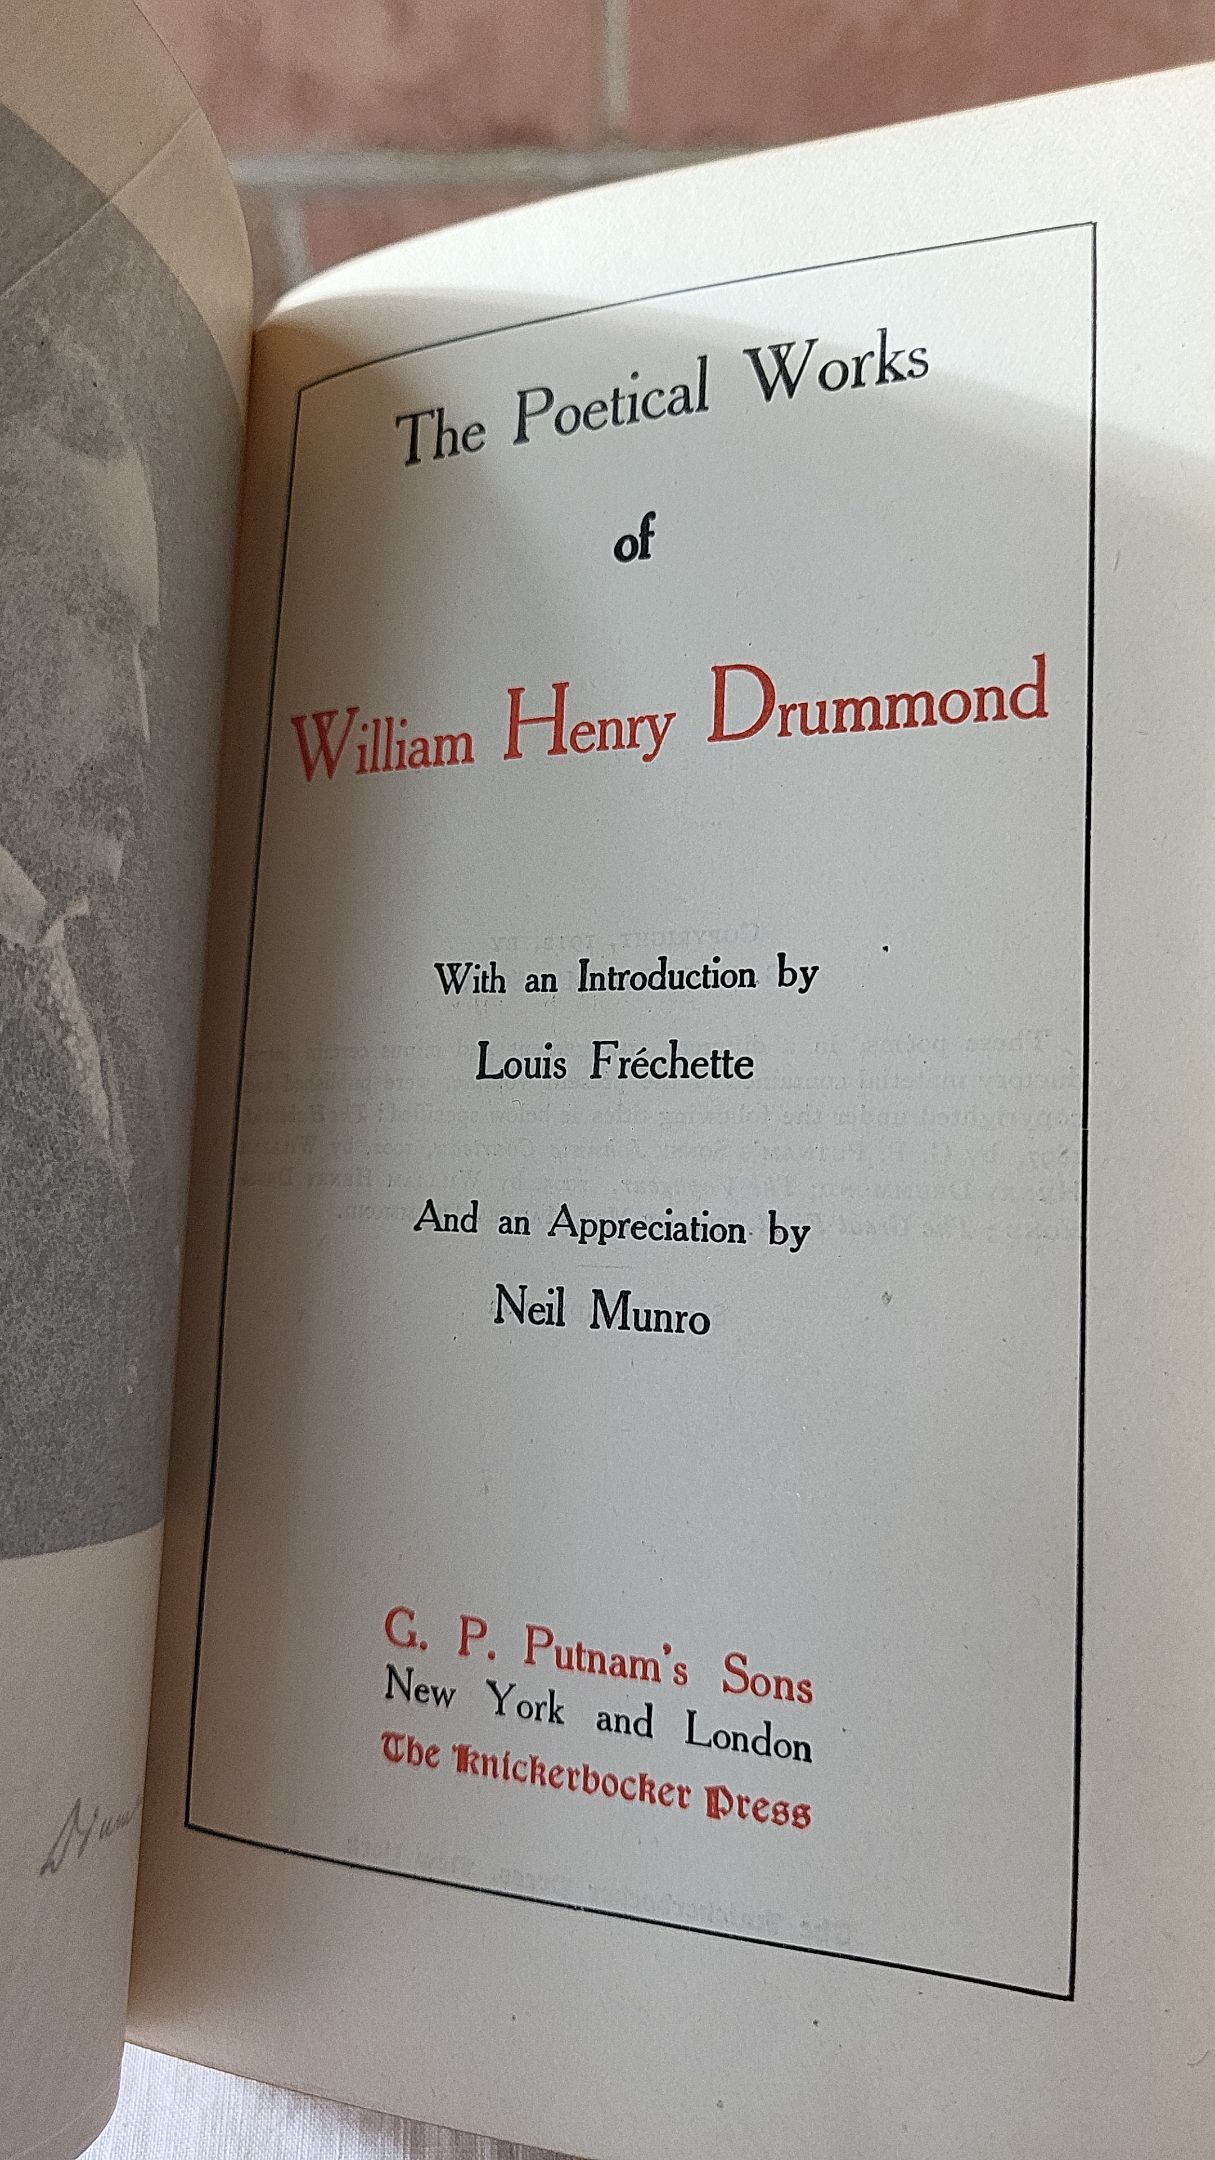 The Poetical Works
of
William Henry Drummond
With an Introduction by
Louis Fréchette
And an Appreciation by
Neil Munro
G. P. Putnam's Sons
New York and London
The Knickerbocker Press